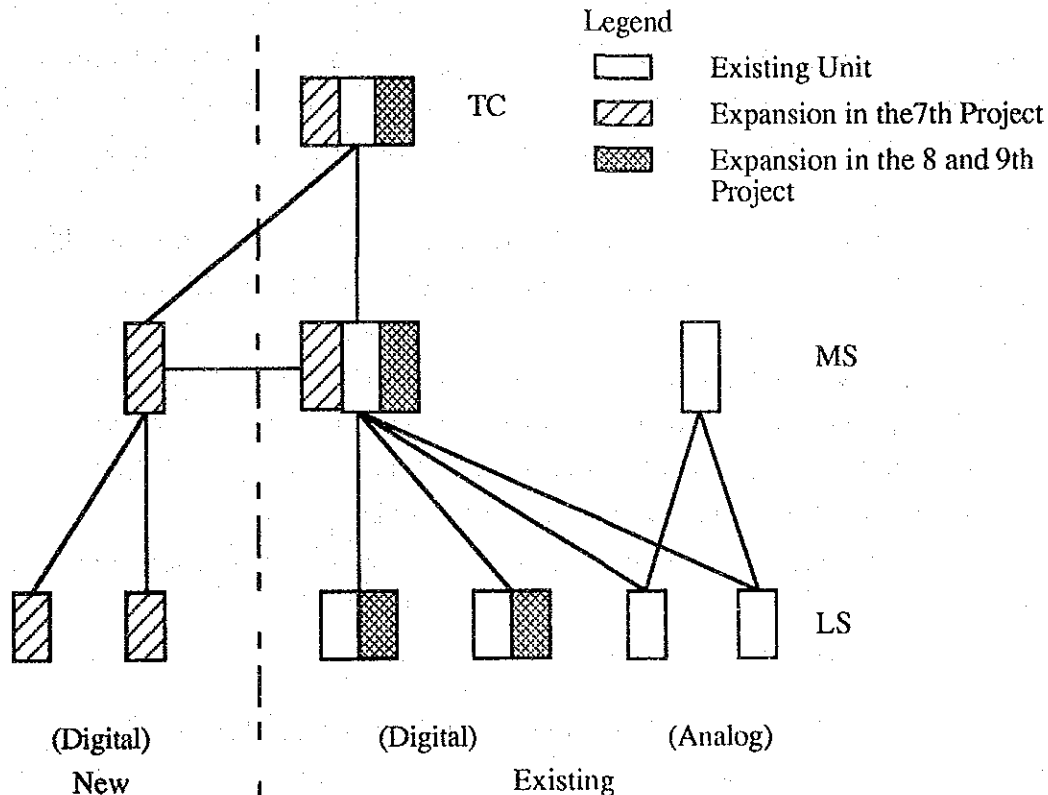 Legend
Existing Unit
Expansion in the7th Project
Expansion in the 8 and 9th
Project
TC
MS
LS
(Digital)
(Digital)
(Analog)
New
Existing